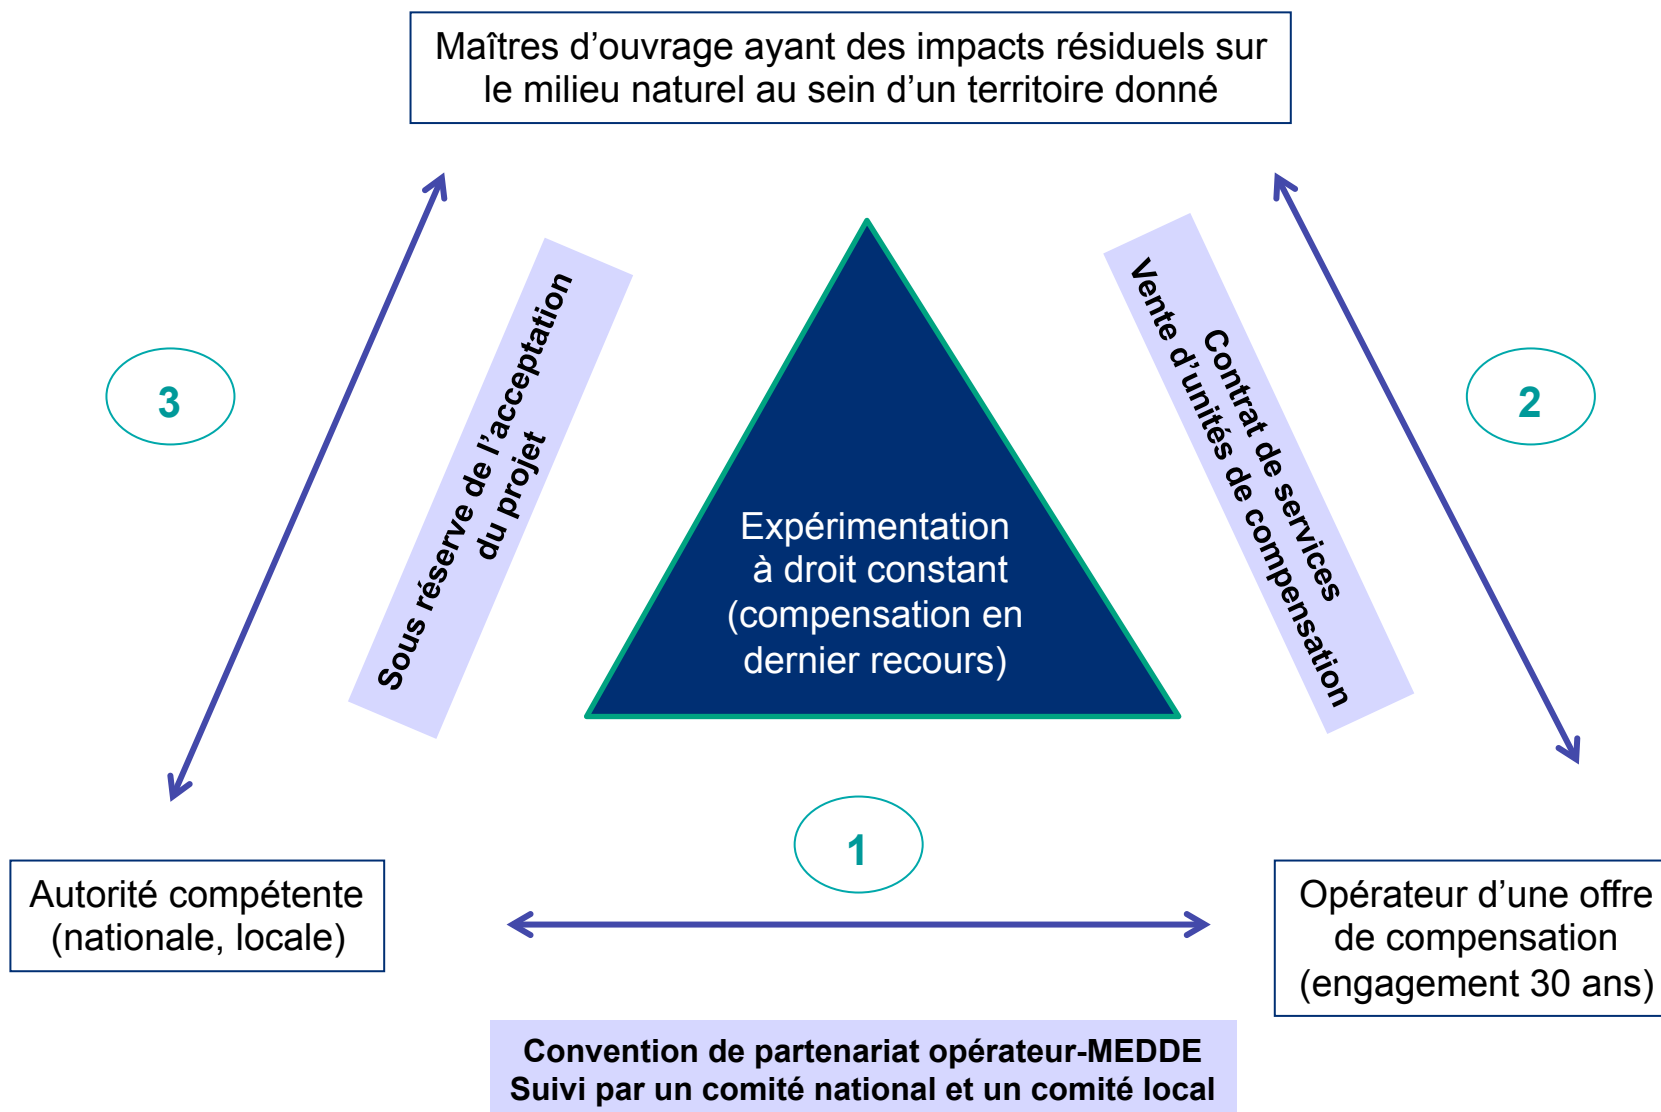 Maîtres d’ouvrage ayant des impacts résiduels sur
le milieu naturel au sein d’un territoire donné
3
Sous réserve de l’acceptation
du projet
Expérimentation
à droit constant
(compensation en
dernier recours)
Contrat de services
Vente d’unités de compensation
2
1
Autorité compétente
(nationale, locale)
Opérateur d’une offre
de compensation
(engagement 30 ans)
Convention de partenariat opérateur-MEDDE
Suivi par un comité national et un comité local